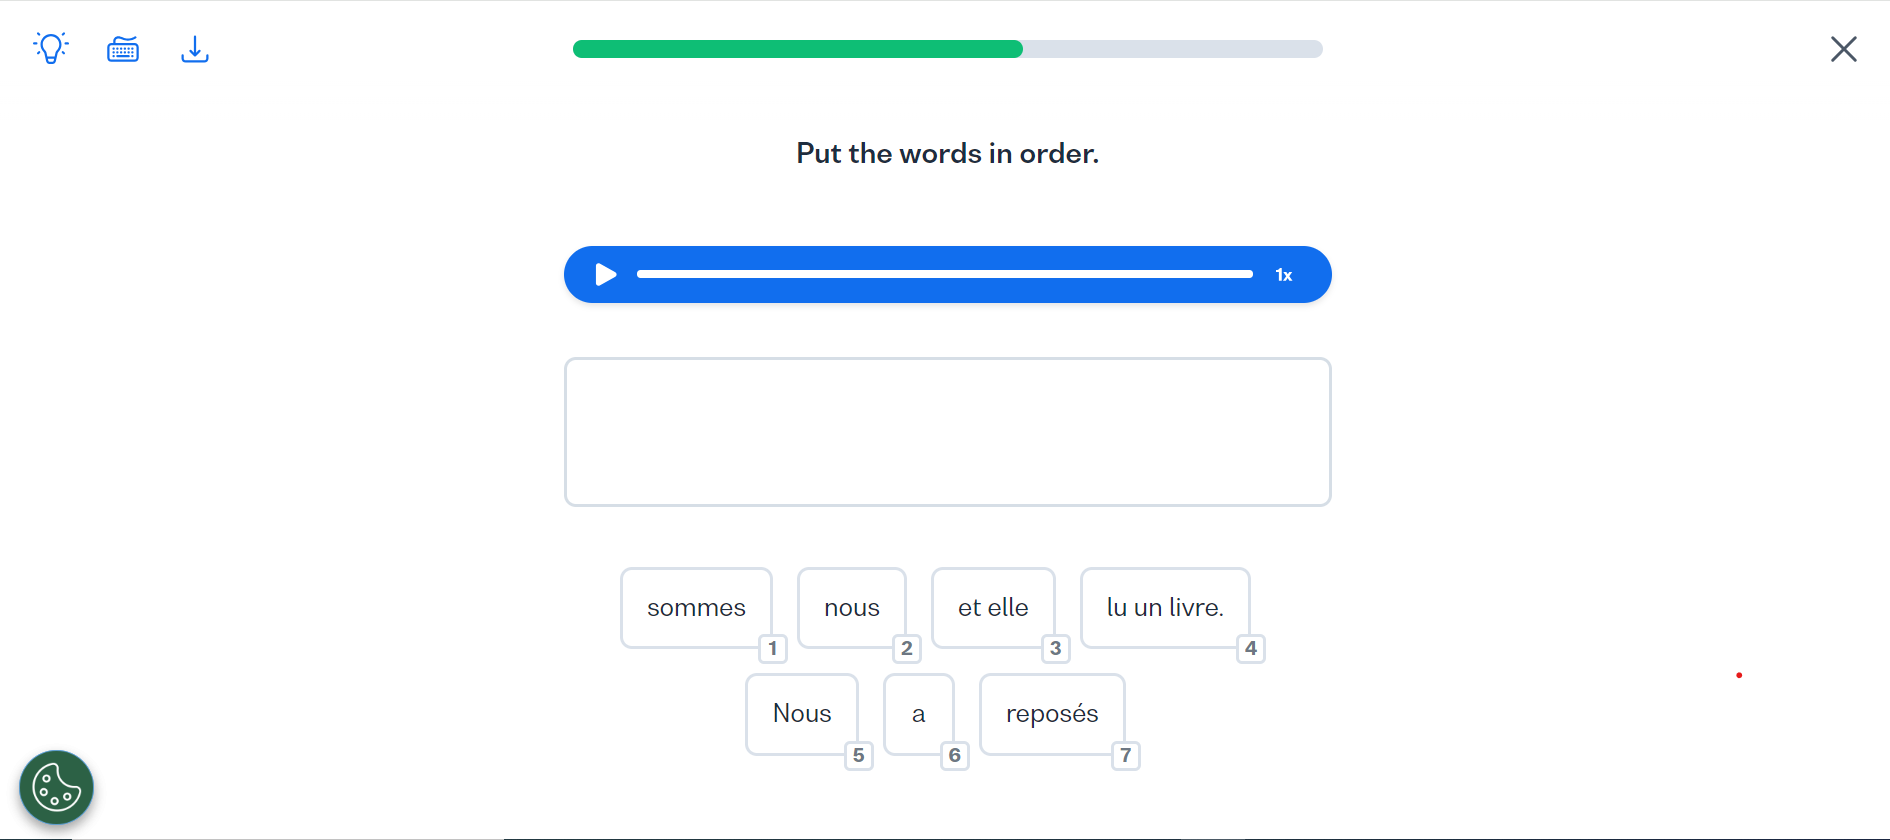 Put the words in order.
1x
sommes nous et elle lu un livre.
1 2 3 4
Nous a reposés
5 6 7